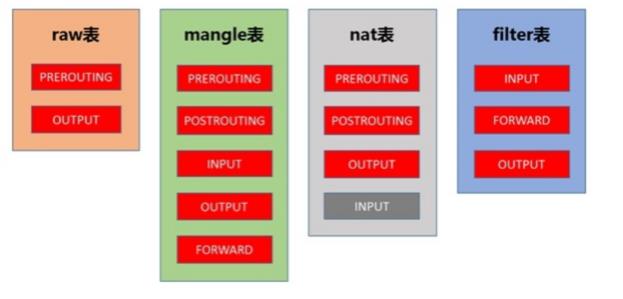 raw表
PREROUTING
OUTPUT
mangle表
PREROUTING
POSTROUTING
INPUT
OUTPUT
FORWARD
nat表
PREROUTING
POSTROUTING
OUTPUT
INPUT
filter表
INPUT
FORWARD
OUTPUT